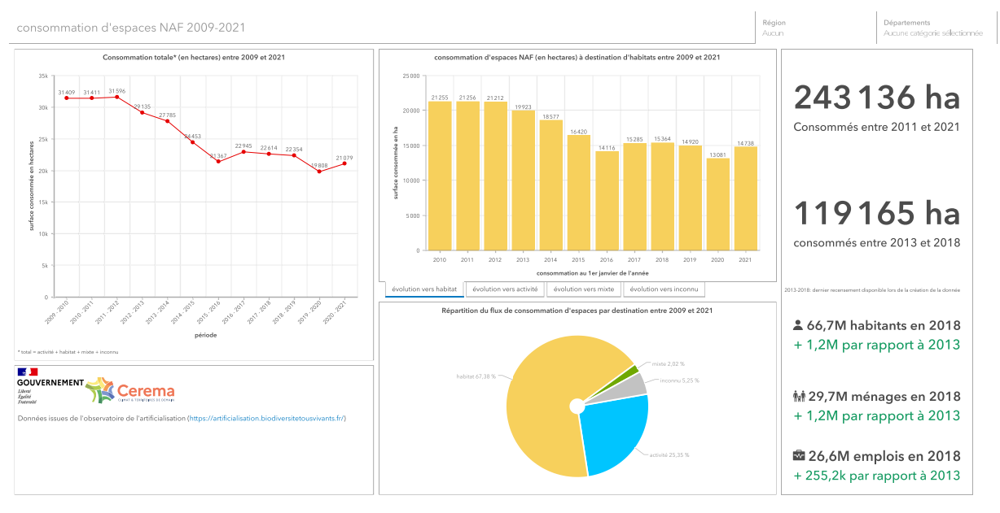 consommation d'espaces NAF 2009-2021
Région
Aucun
Départements
Aucune catégorie sélectionnée
Consommation totale* (en hectares) entre 2009 et 2021
surface consommée en hectares
35k
30k
25k
20k
15k
10k
5k
0
31 409
31 411
31 596
29 135
27 785
24 453
21 367
22 945
22 614
22 354
19 808
21 079
2009 - 2010
2010 - 2011
2011 - 2012
2012 - 2013
2013 - 2014
2014 - 2015
2015 - 2016
2016 - 2017
2017 - 2018
2018 - 2019
2019 - 2020
2020 - 2021
période
* total = activité + habitat + mixte + inconnu
GOUVERNEMENT
Liberté
Égalité
Fraternité
Cerema
CLIMAT & TERRITOIRES DE DEMAIN
Données issues de l'observatoire de l'artificialisation (https://artificialisation.biodiversitetousvivants.fr/)
consommation d'espaces NAF (en hectares) à destination d'habitats entre 2009 et 2021
surface consommée en ha
25 000
20 000
15 000
10 000
5 000
0
21 255
21 256
21 212
19 923
18 577
16 420
14 116
15 285
15 364
14 920
13 081
14 738
2010
2011
2012
2013
2014
2015
2016
2017
2018
2019
2020
2021
consommation au 1er janvier de l'année
évolution vers habitat
évolution vers activité
évolution vers mixte
évolution vers inconnu
Répartition du flux de consommation d'espaces par destination entre 2009 et 2021
habitat 67,38 %
mixte 2,02 %
inconnu 5,25 %
activité 25,35 %
243 136 ha
Consommés entre 2011 et 2021
119 165 ha
consommés entre 2013 et 2018
2013-2018: dernier recensement disponible lors de la création de la donnée
66,7M habitants en 2018
+ 1,2M par rapport à 2013
29,7M ménages en 2018
+ 1,2M par rapport à 2013
26,6M emplois en 2018
+ 255,2k par rapport à 2013